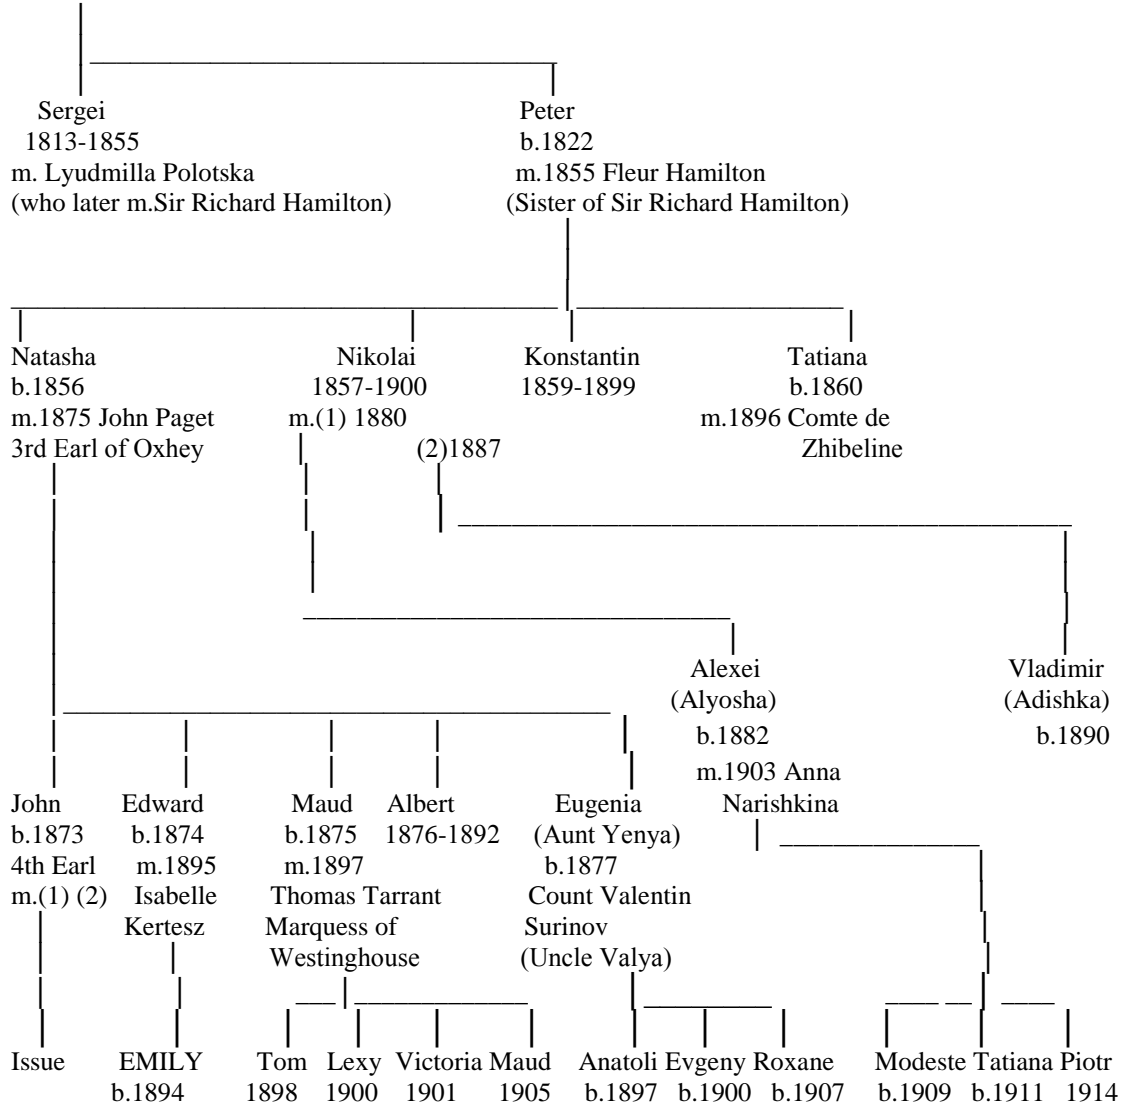 Sergei Peter
1813-1855 b.1822
m. Lyudmilla Polotska m.1855 Fleur Hamilton
(who later m.Sir Richard Hamilton) (Sister of Sir Richard Hamilton)
Natasha Nikolai Konstantin Tatiana
b.1856 1857-1900 1859-1899 b.1860
m.1875 John Paget m.(1) 1880 m.1896 Comte de
3rd Earl of Oxhey (2)1887 Zhibeline
Alexei Vladimir
(Alyosha) (Adishka)
b.1882 b.1890
m.1903 Anna
John Edward Maud Albert Eugenia Narishkina
b.1873 b.1874 b.1875 1876-1892 (Aunt Yenya)
4th Earl m.1895 m.1897 b.1877
m.(1) (2) Isabelle Thomas Tarrant Count Valentin
Kertesz Marquess of Surinov
Westinghouse (Uncle Valya)
Issue EMILY Tom Lexy Victoria Maud Anatoli Evgeny Roxane Modeste Tatiana Piotr
b.1894 1898 1900 1901 1905 b.1897 b.1900 b.1907 b.1909 b.1911 1914